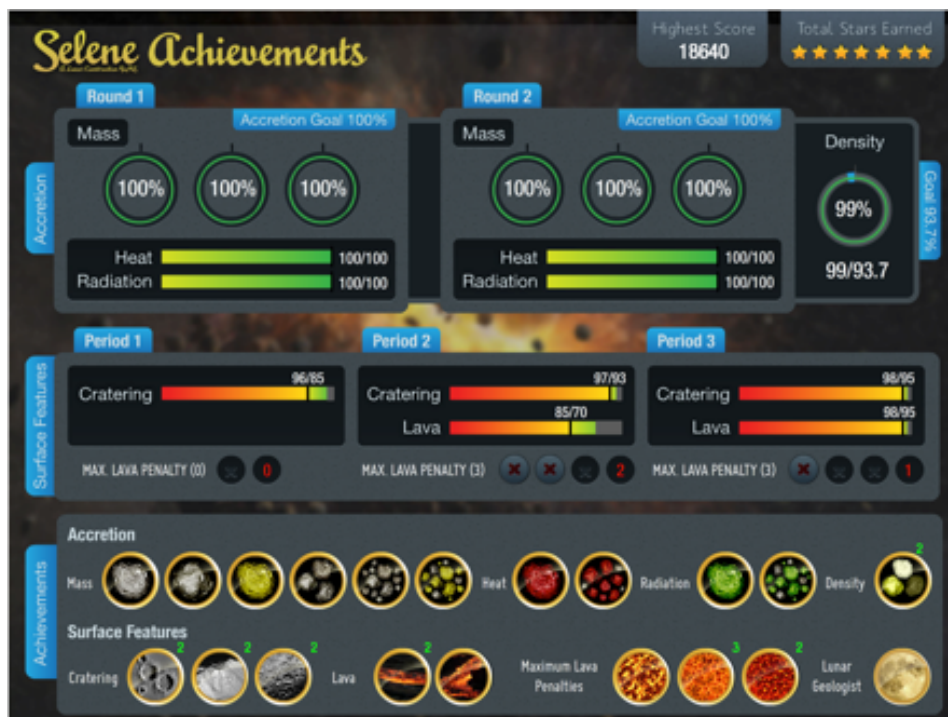 Selene Achievements
Highest Score
18640
Total Stars Earned
Round 1
Accretion Goal 100%
Mass
100% 100% 100%
Heat 100/100
Radiation 100/100
Round 2
Accretion Goal 100%
Mass
100% 100% 100%
Heat 100/100
Radiation 100/100
Density
99%
99/93.7
Goal 93.7%
Accretion
Period 1
Cratering 96/85
MAX. LAVA PENALTY (0) 0
Period 2
Cratering 97/93
Lava 85/70
MAX. LAVA PENALTY (3) 2
Period 3
Cratering 98/95
Lava 98/95
MAX. LAVA PENALTY (3) 1
Surface Features
Achievements
Accretion
Mass Heat Radiation Density 2
Surface Features
Cratering 2 2 2 Lava 2 Maximum Lava Penalties 3 2 Lunar Geologist